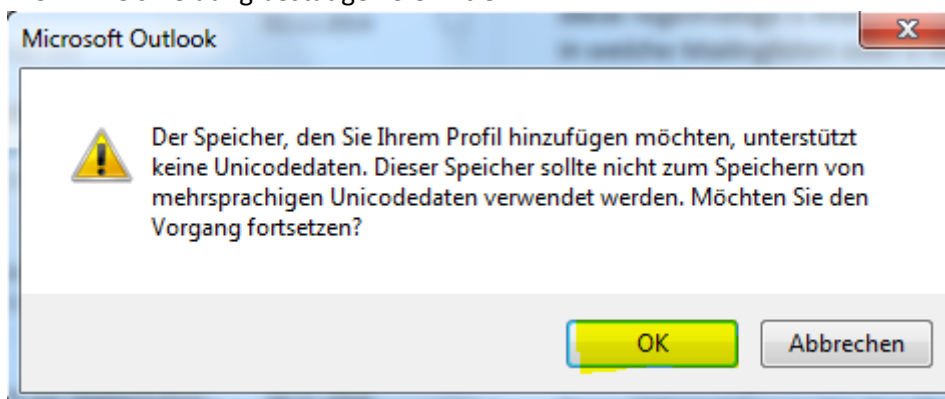 Microsoft Outlook
Der Speicher, den Sie Ihrem Profil hinzufügen möchten, unterstützt
keine Unicodedaten. Dieser Speicher sollte nicht zum Speichern von
mehrsprachigen Unicodedaten verwendet werden. Möchten Sie den
Vorgang fortsetzen?
OK
Abbrechen